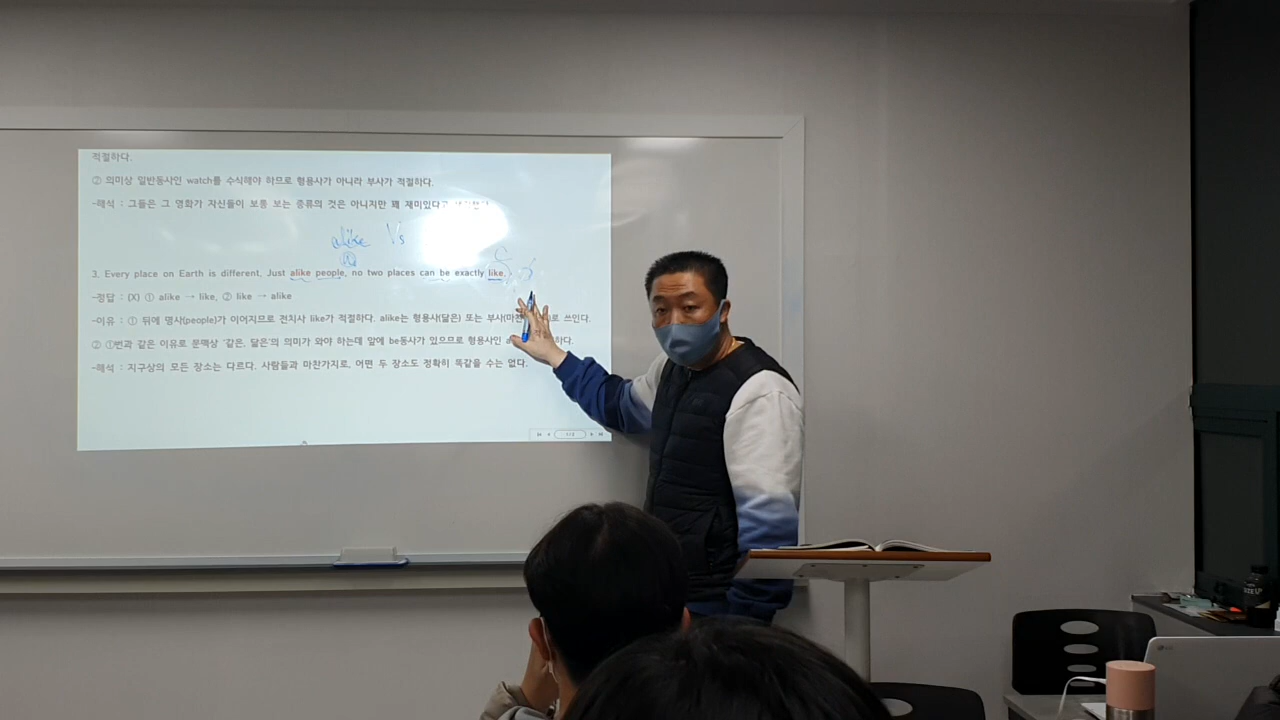 적절하다.
② 의미상 일반동사인 watch를 수식해야 하므로 형용사가 아니라 부사가 적절하다.
-해석 : 그들은 그 영화가 자신들이 보통 보는 종류의 것은 아니지만 꽤 재미있다고
alike Vs
3. Every place on Earth is different. Just alike people, no two places can be exactly like.
-정답 : (X) ① alike → like, ② like → alike
-이유 : ① 뒤에 명사(people)가 이어지므로 전치사 like가 적절하다. alike는 형용사(닮은) 또는 쓰인다.
② ①번과 같은 이유로 문맥상 '같은, 닮은'의 의미가 와야 하는데 앞에 be동사가 있으므로 형용사인
-해석 : 지구상의 모든 장소는 다르다. 사람들과 마찬가지로, 어떤 두 장소도 정확히 똑같을 수는 없다.